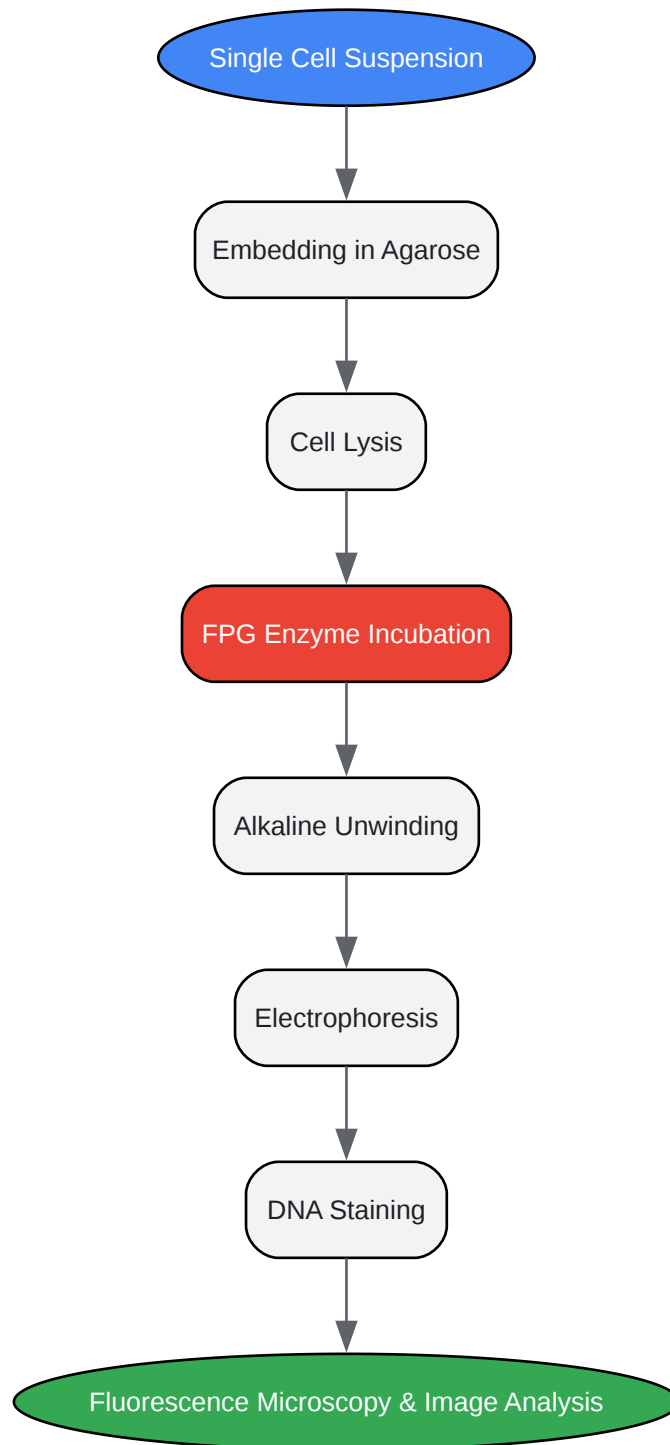 Single Cell Suspension
Embedding in Agarose
Cell Lysis
FPG Enzyme Incubation
Alkaline Unwinding
Electrophoresis
DNA Staining
Fluorescence Microscopy & Image Analysis